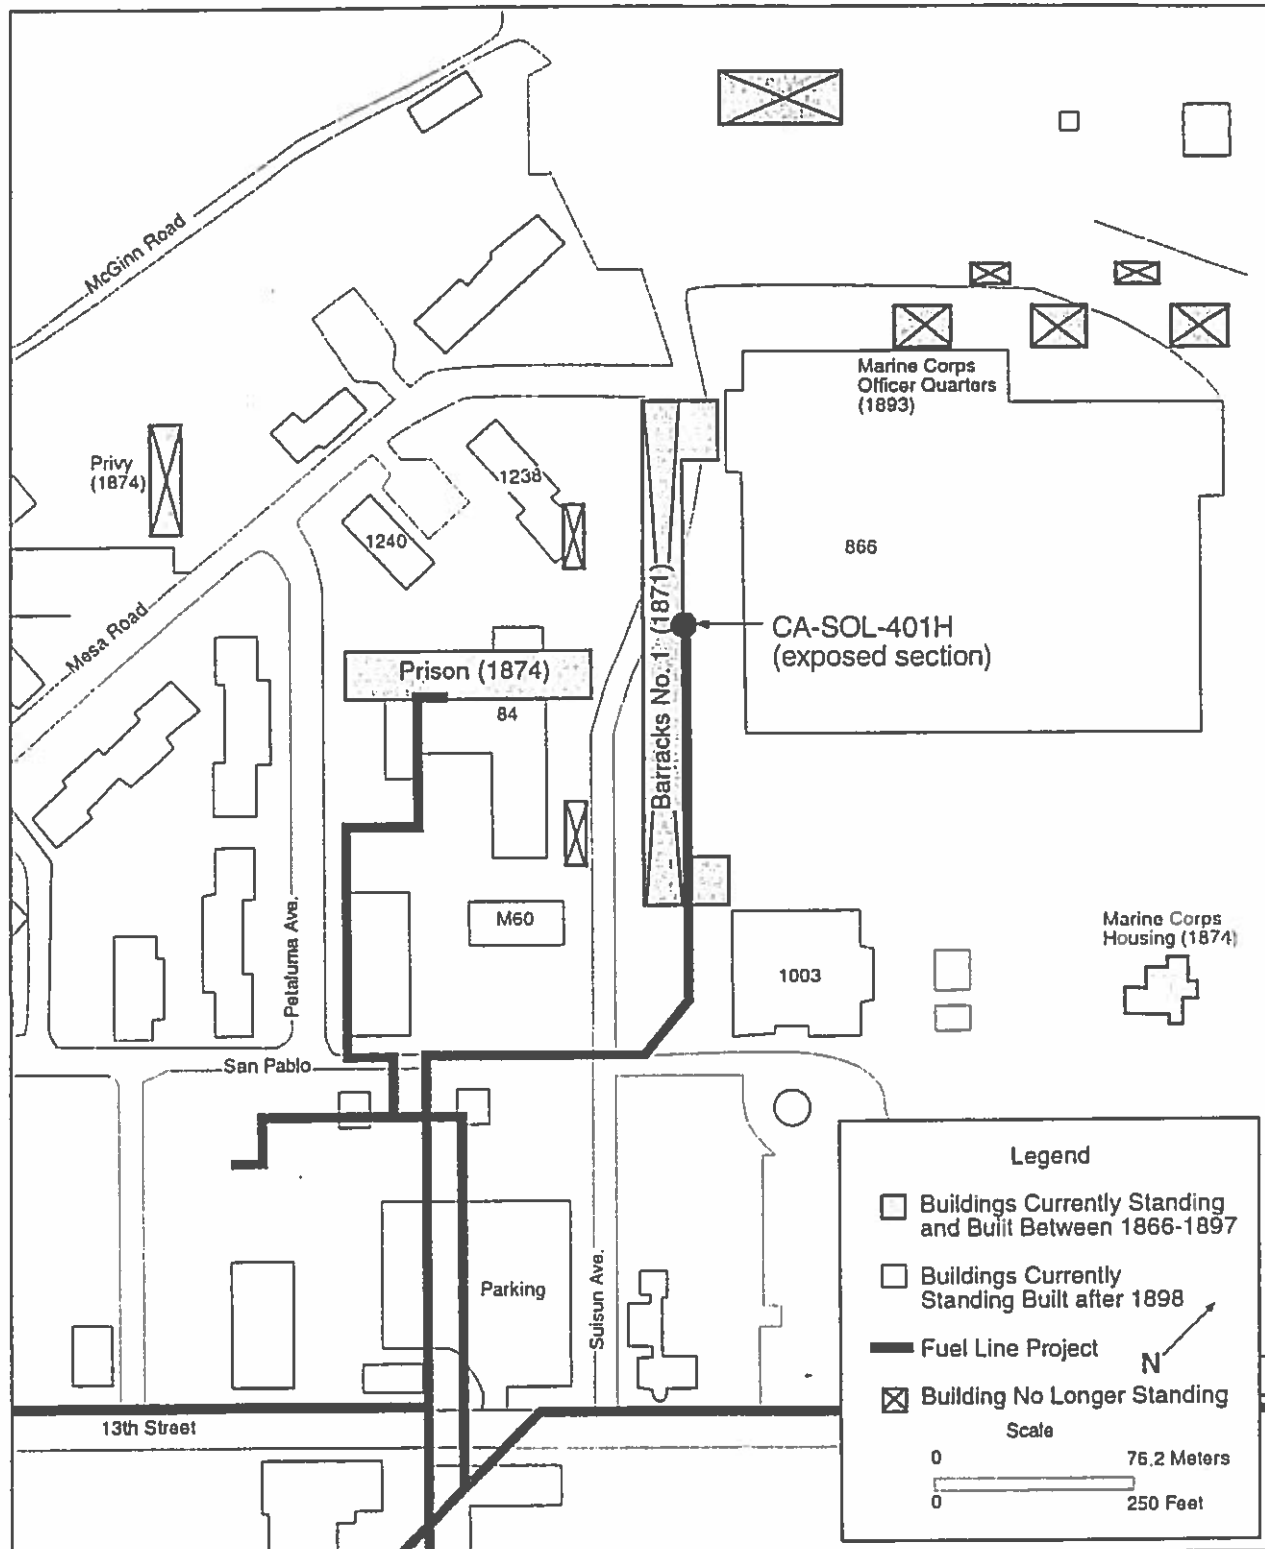 McGinn Road
Marine Corps
Officer Quarters
(1893)
Privy
(1874)
1238
1240
866
Mesa Road
CA-SOL-401H
(exposed section)
Barracks No. 1 (1871)
Prison (1874)
84
M60
Petaluma Ave.
1003
Marine Corps
Housing (1874)
San Pablo
Parking
Suisun Ave.
13th Street
Legend
Buildings Currently Standing
and Built Between 1866-1897
Buildings Currently
Standing Built after 1898
Fuel Line Project
N
Building No Longer Standing
Scale
0 76.2 Meters
0 250 Feet